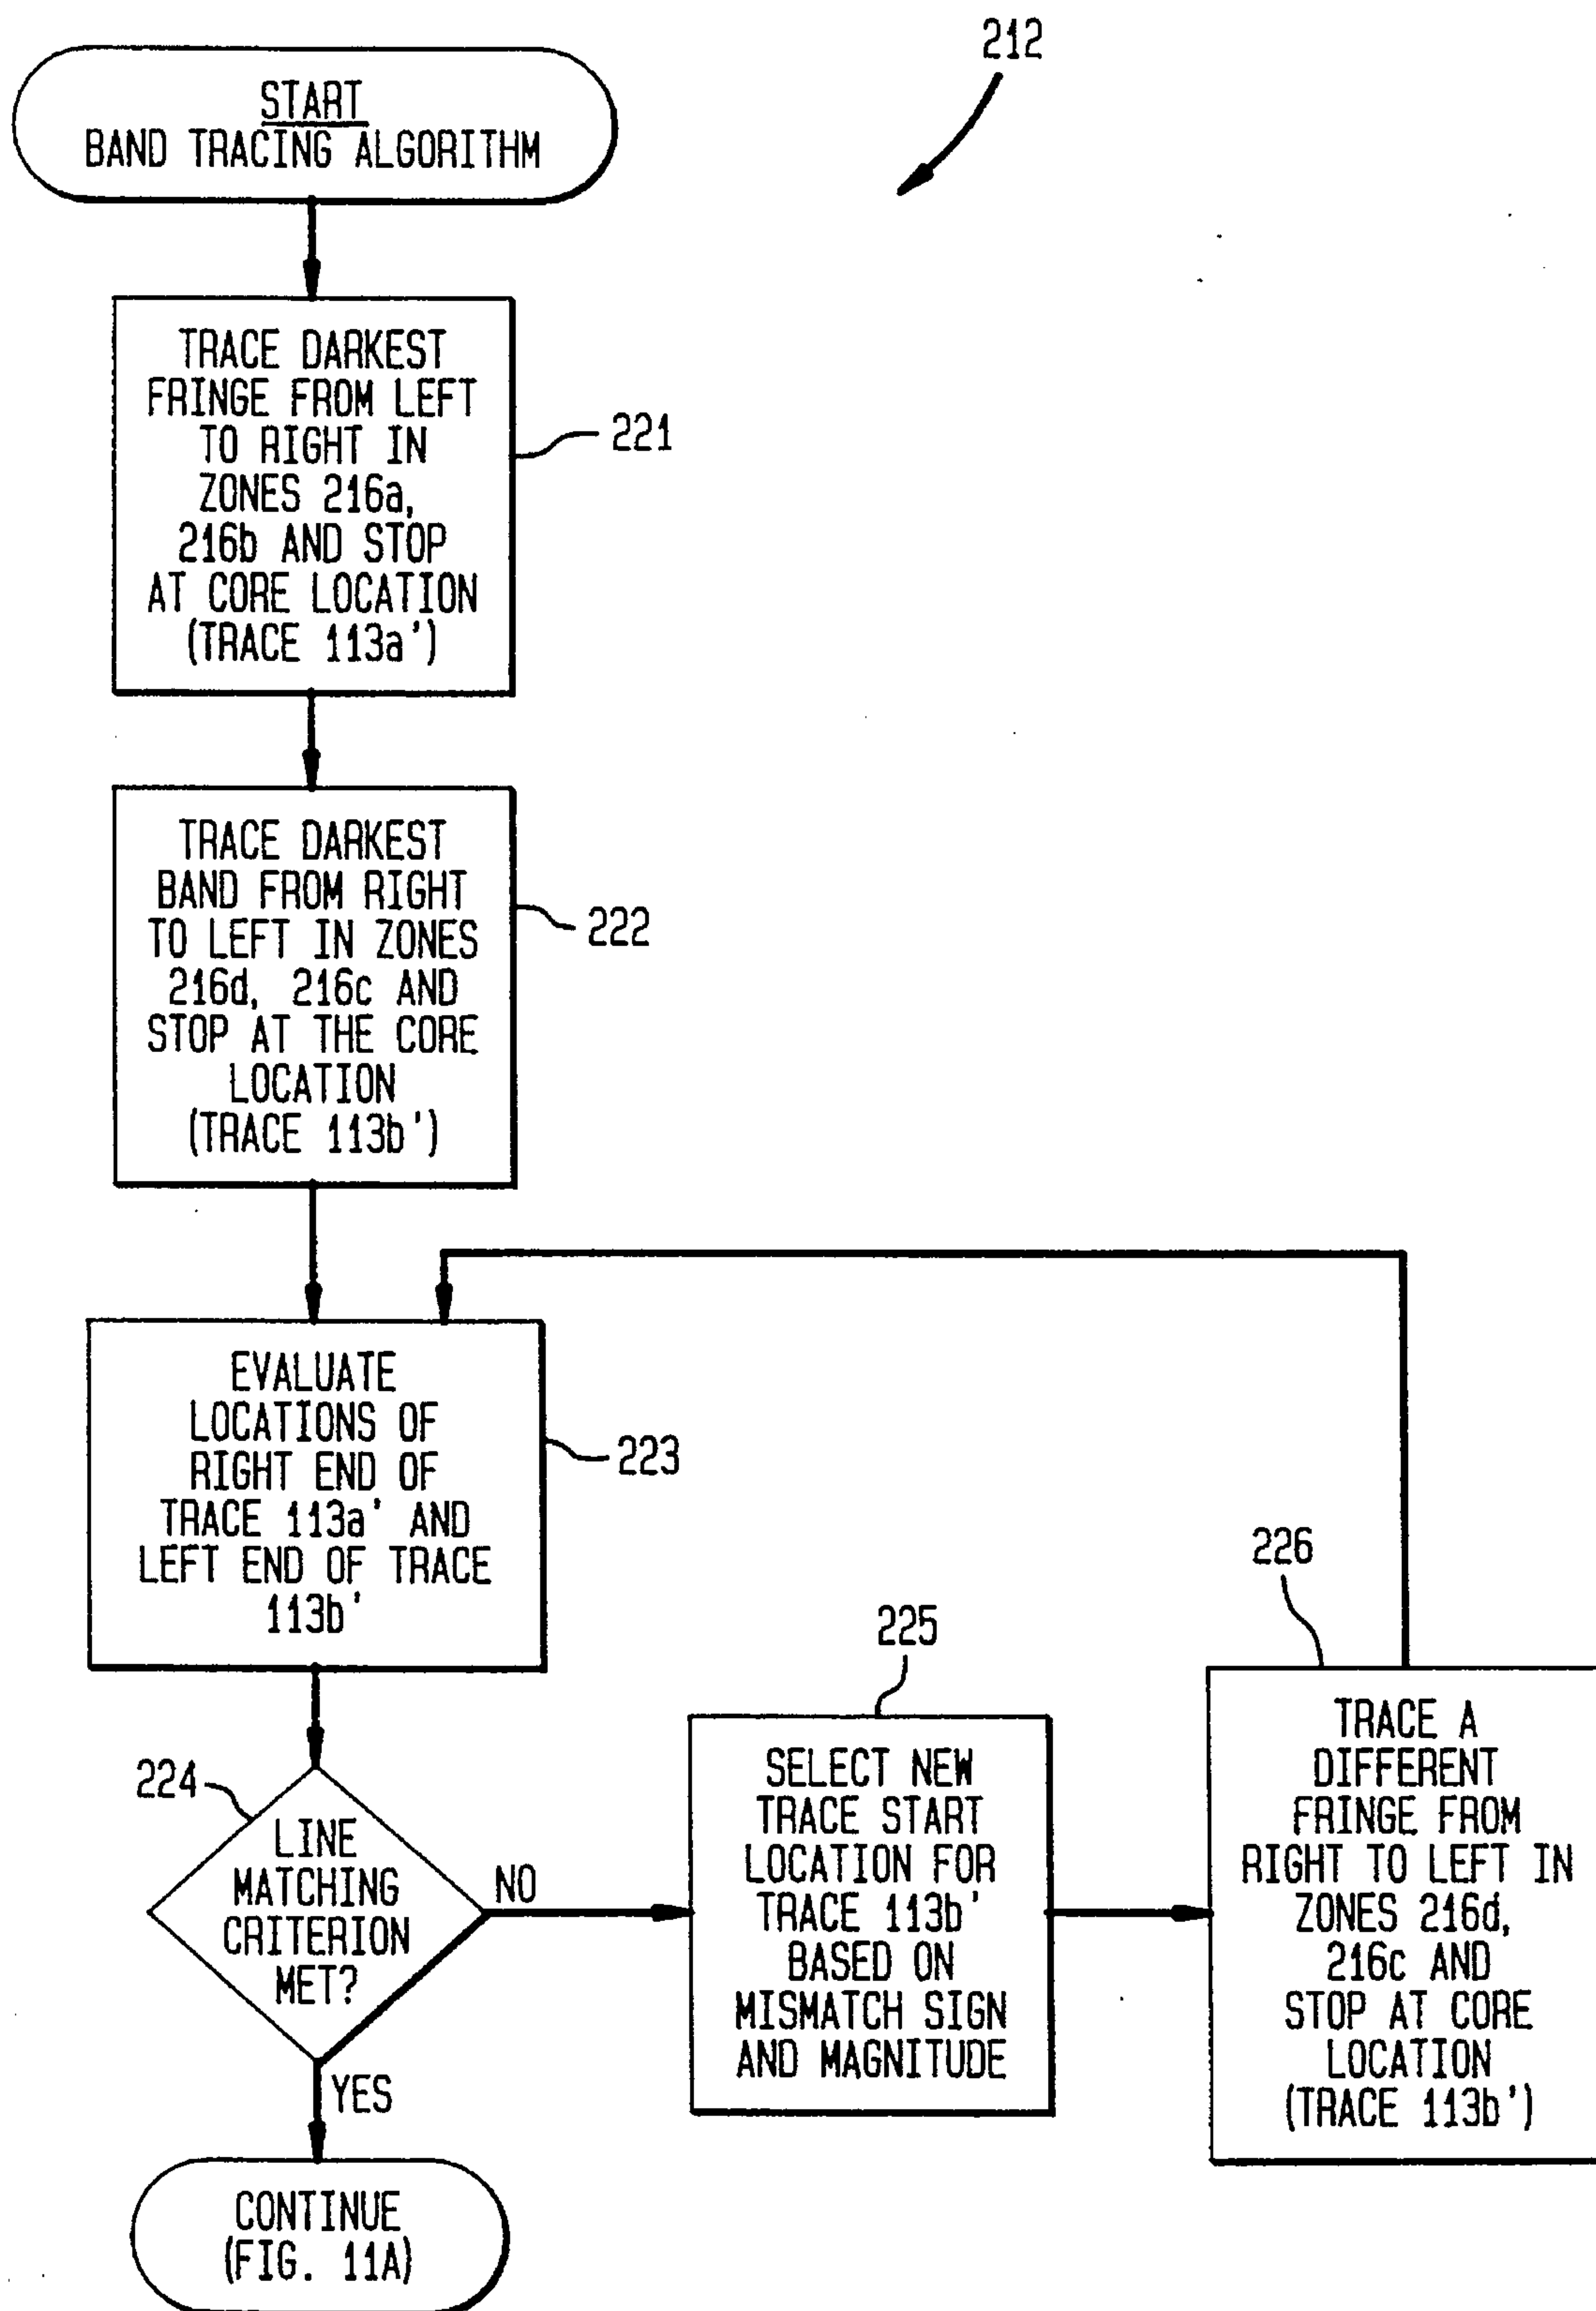 212
START
BAND TRACING ALGORITHM
TRACE DARKEST
FRINGE FROM LEFT
TO RIGHT IN
ZONES 216a,
216b AND STOP
AT CORE LOCATION
(TRACE 113a')
221
TRACE DARKEST
BAND FROM RIGHT
TO LEFT IN ZONES
216d, 216c AND
STOP AT THE CORE
LOCATION
(TRACE 113b')
222
EVALUATE
LOCATIONS OF
RIGHT END OF
TRACE 113a' AND
LEFT END OF TRACE
113b'
223
224
LINE
MATCHING
CRITERION
MET?
NO
YES
225
SELECT NEW
TRACE START
LOCATION FOR
TRACE 113b'
BASED ON
MISMATCH SIGN
AND MAGNITUDE
226
TRACE A
DIFFERENT
FRINGE FROM
RIGHT TO LEFT IN
ZONES 216d,
216c AND
STOP AT CORE
LOCATION
(TRACE 113b')
CONTINUE
(FIG. 11A)